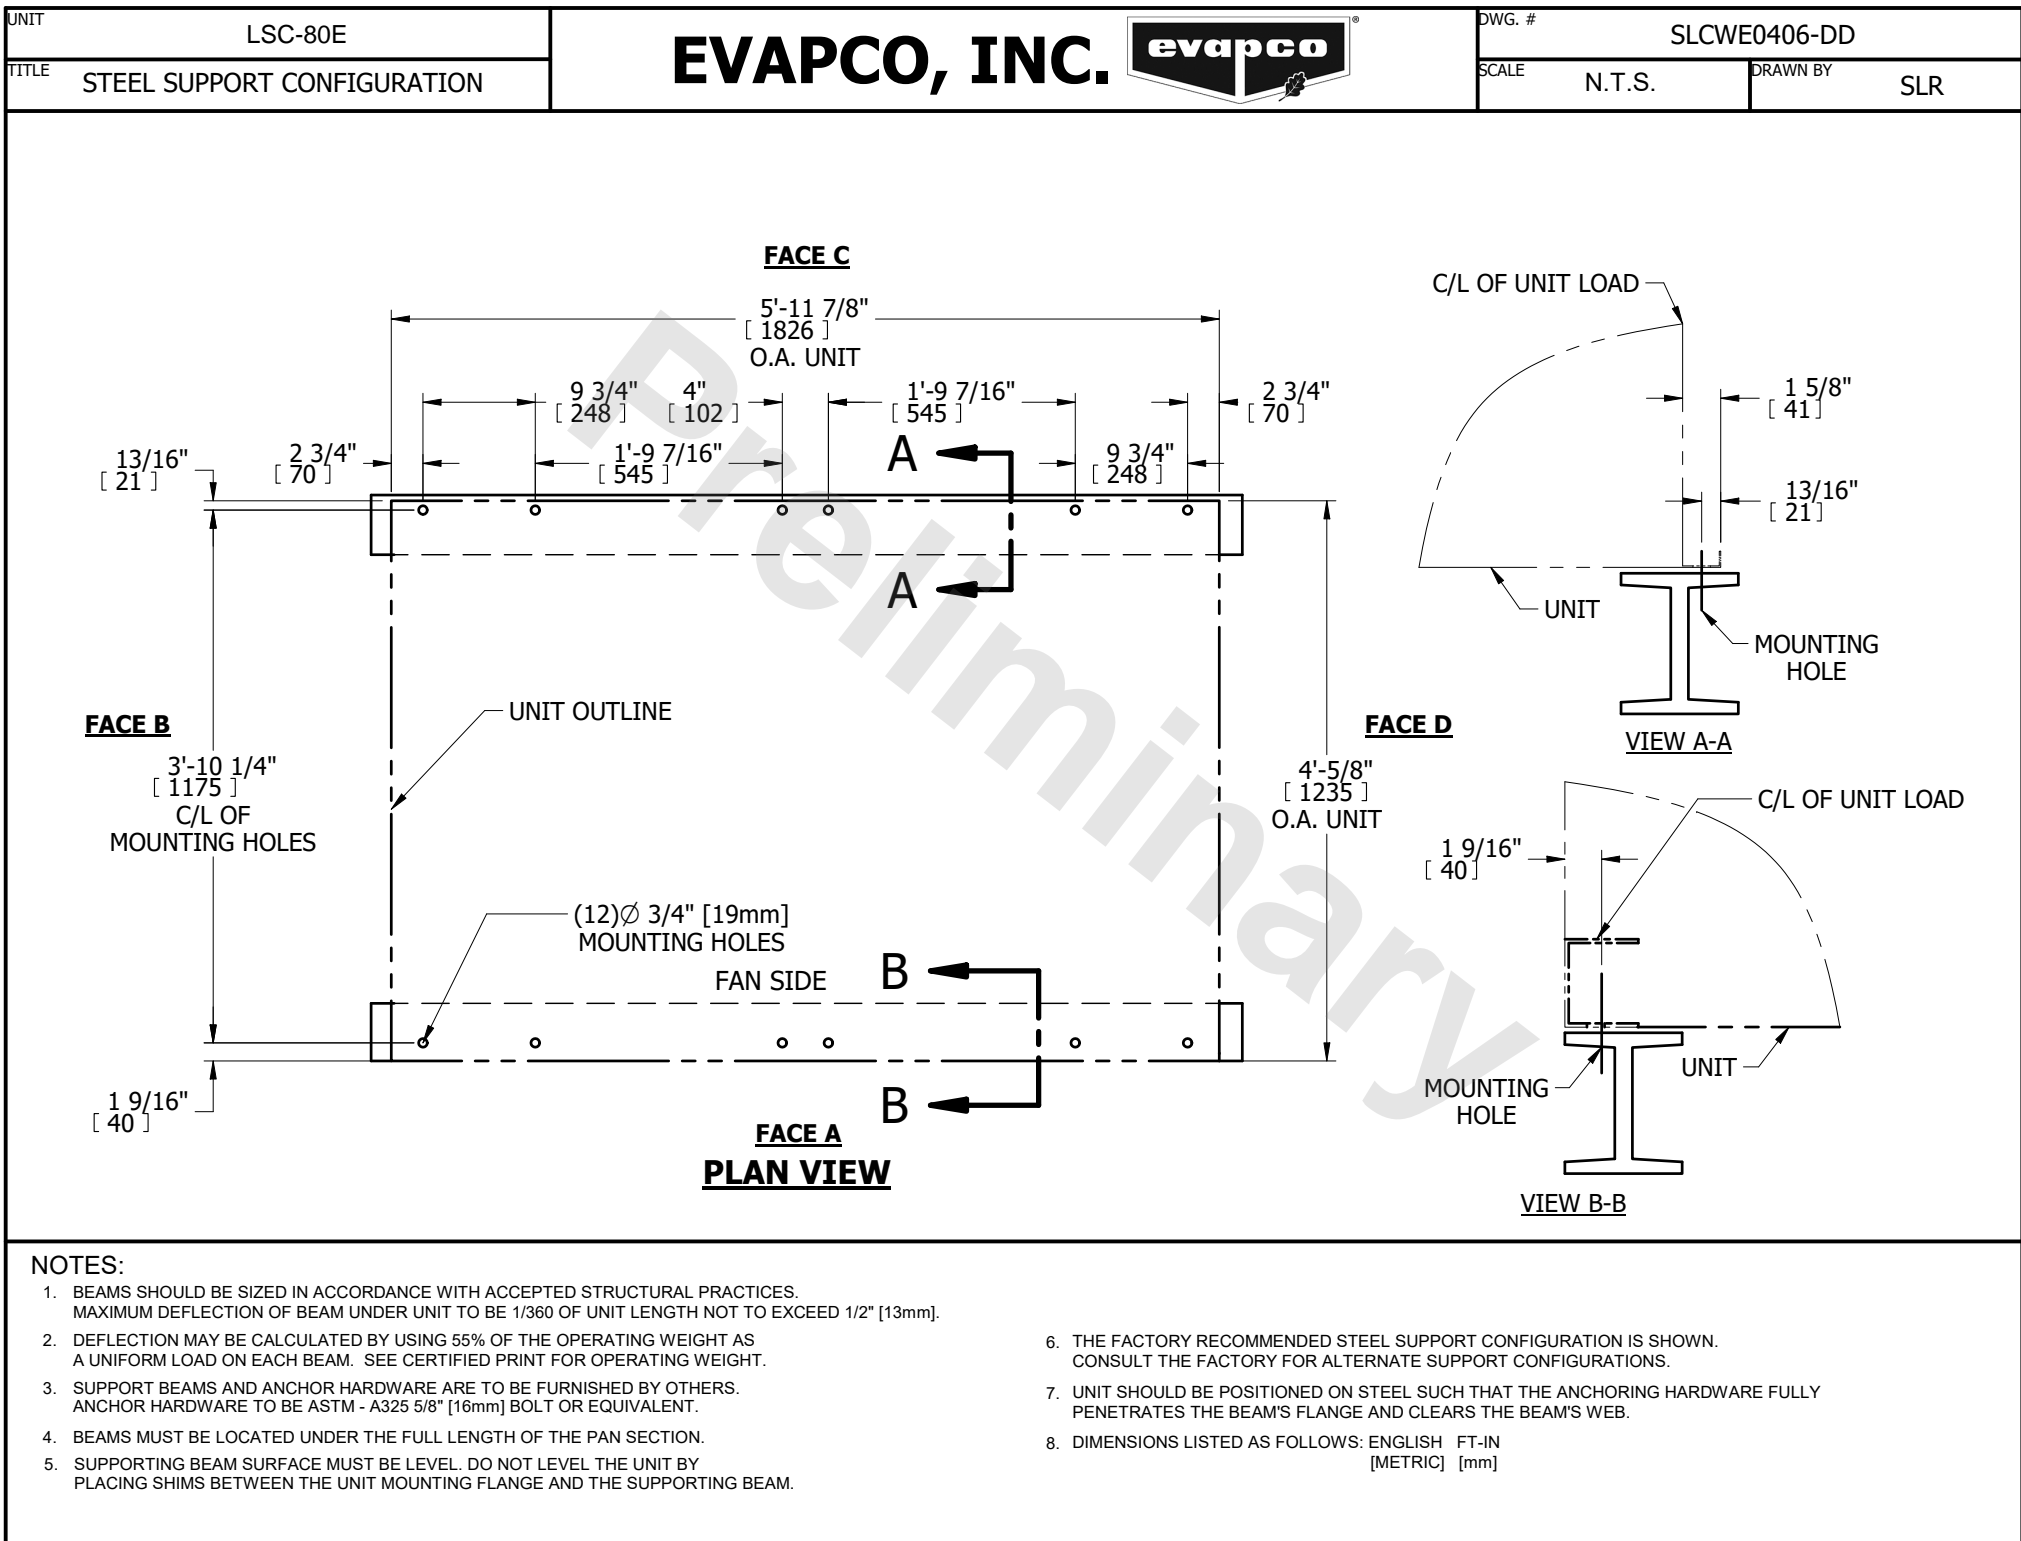 UNIT
LSC-80E
TITLE
STEEL SUPPORT CONFIGURATION
EVAPCO, INC.
evapco
®
DWG. #
SLCWE0406-DD
SCALE
N.T.S.
DRAWN BY
SLR
FACE C
5'-11 7/8"
[ 1826 ]
O.A. UNIT
9 3/4"
[ 248 ]
4"
[ 102 ]
1'-9 7/16"
[ 545 ]
2 3/4"
[ 70 ]
13/16"
[ 21 ]
2 3/4"
[ 70 ]
1'-9 7/16"
[ 545 ]
A
9 3/4"
[ 248 ]
A
UNIT OUTLINE
FACE B
3'-10 1/4"
[ 1175 ]
C/L OF
MOUNTING HOLES
FACE D
4'-5/8"
[ 1235 ]
O.A. UNIT
(12)Ø 3/4" [19mm]
MOUNTING HOLES
FAN SIDE
B
B
1 9/16"
[ 40 ]
FACE A
PLAN VIEW
Preliminary
C/L OF UNIT LOAD
1 5/8"
[ 41 ]
13/16"
[ 21 ]
UNIT
MOUNTING
HOLE
VIEW A-A
C/L OF UNIT LOAD
1 9/16"
[ 40 ]
UNIT
MOUNTING
HOLE
VIEW B-B
NOTES:
1. BEAMS SHOULD BE SIZED IN ACCORDANCE WITH ACCEPTED STRUCTURAL PRACTICES.
MAXIMUM DEFLECTION OF BEAM UNDER UNIT TO BE 1/360 OF UNIT LENGTH NOT TO EXCEED 1/2" [13mm].
2. DEFLECTION MAY BE CALCULATED BY USING 55% OF THE OPERATING WEIGHT AS
A UNIFORM LOAD ON EACH BEAM. SEE CERTIFIED PRINT FOR OPERATING WEIGHT.
3. SUPPORT BEAMS AND ANCHOR HARDWARE ARE TO BE FURNISHED BY OTHERS.
ANCHOR HARDWARE TO BE ASTM - A325 5/8" [16mm] BOLT OR EQUIVALENT.
4. BEAMS MUST BE LOCATED UNDER THE FULL LENGTH OF THE PAN SECTION.
5. SUPPORTING BEAM SURFACE MUST BE LEVEL. DO NOT LEVEL THE UNIT BY
PLACING SHIMS BETWEEN THE UNIT MOUNTING FLANGE AND THE SUPPORTING BEAM.
6. THE FACTORY RECOMMENDED STEEL SUPPORT CONFIGURATION IS SHOWN.
CONSULT THE FACTORY FOR ALTERNATE SUPPORT CONFIGURATIONS.
7. UNIT SHOULD BE POSITIONED ON STEEL SUCH THAT THE ANCHORING HARDWARE FULLY
PENETRATES THE BEAM'S FLANGE AND CLEARS THE BEAM'S WEB.
8. DIMENSIONS LISTED AS FOLLOWS: ENGLISH FT-IN
[METRIC] [mm]